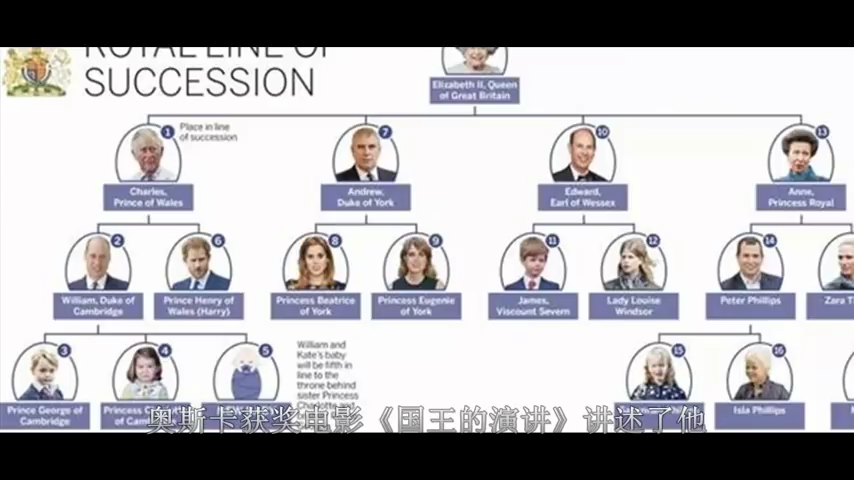 ROYAL LINE OF
SUCCESSION
Elizabeth II, Queen
of Great Britain
1
Place in line
of succession
7
10
13
Charles,
Prince of Wales
Andrew,
Duke of York
Edward,
Earl of Wessex
Anne,
Princess Royal
2
6
8
9
11
12
14
William, Duke of
Cambridge
Prince Henry of
Wales (Harry)
Princess Beatrice
of York
Princess Eugenie
of York
James,
Viscount Severn
Lady Louise
Windsor
Peter Phillips
Zara
3
4
5
William and
Kate's baby
will be fifth in
line to the
throne behind
sister Princess
Charlotte and
15
16
Prince George of
Cambridge
Isla Phillips
奥斯卡获奖电影《国王的演讲》讲述了他